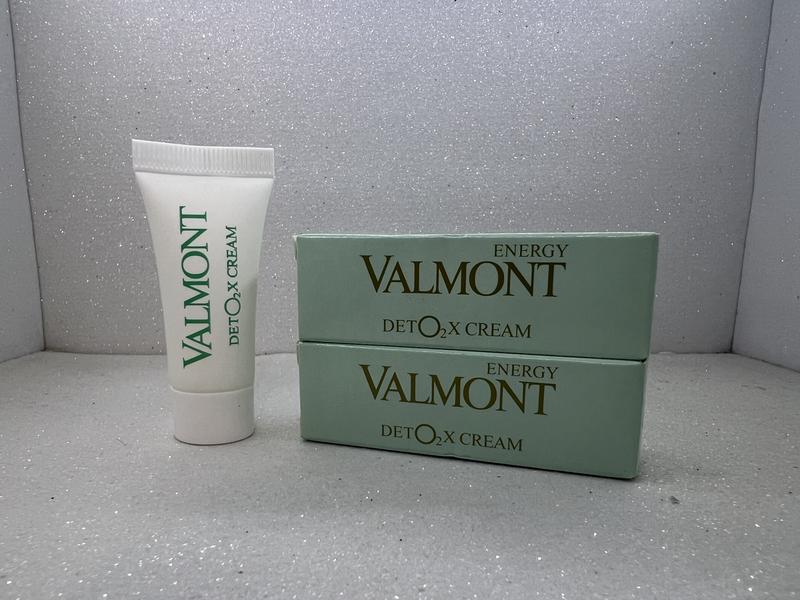 VALMONT
DETO₂X CREAM
ENERGY
VALMONT
DETO₂X CREAM
ENERGY
VALMONT
DETO₂X CREAM